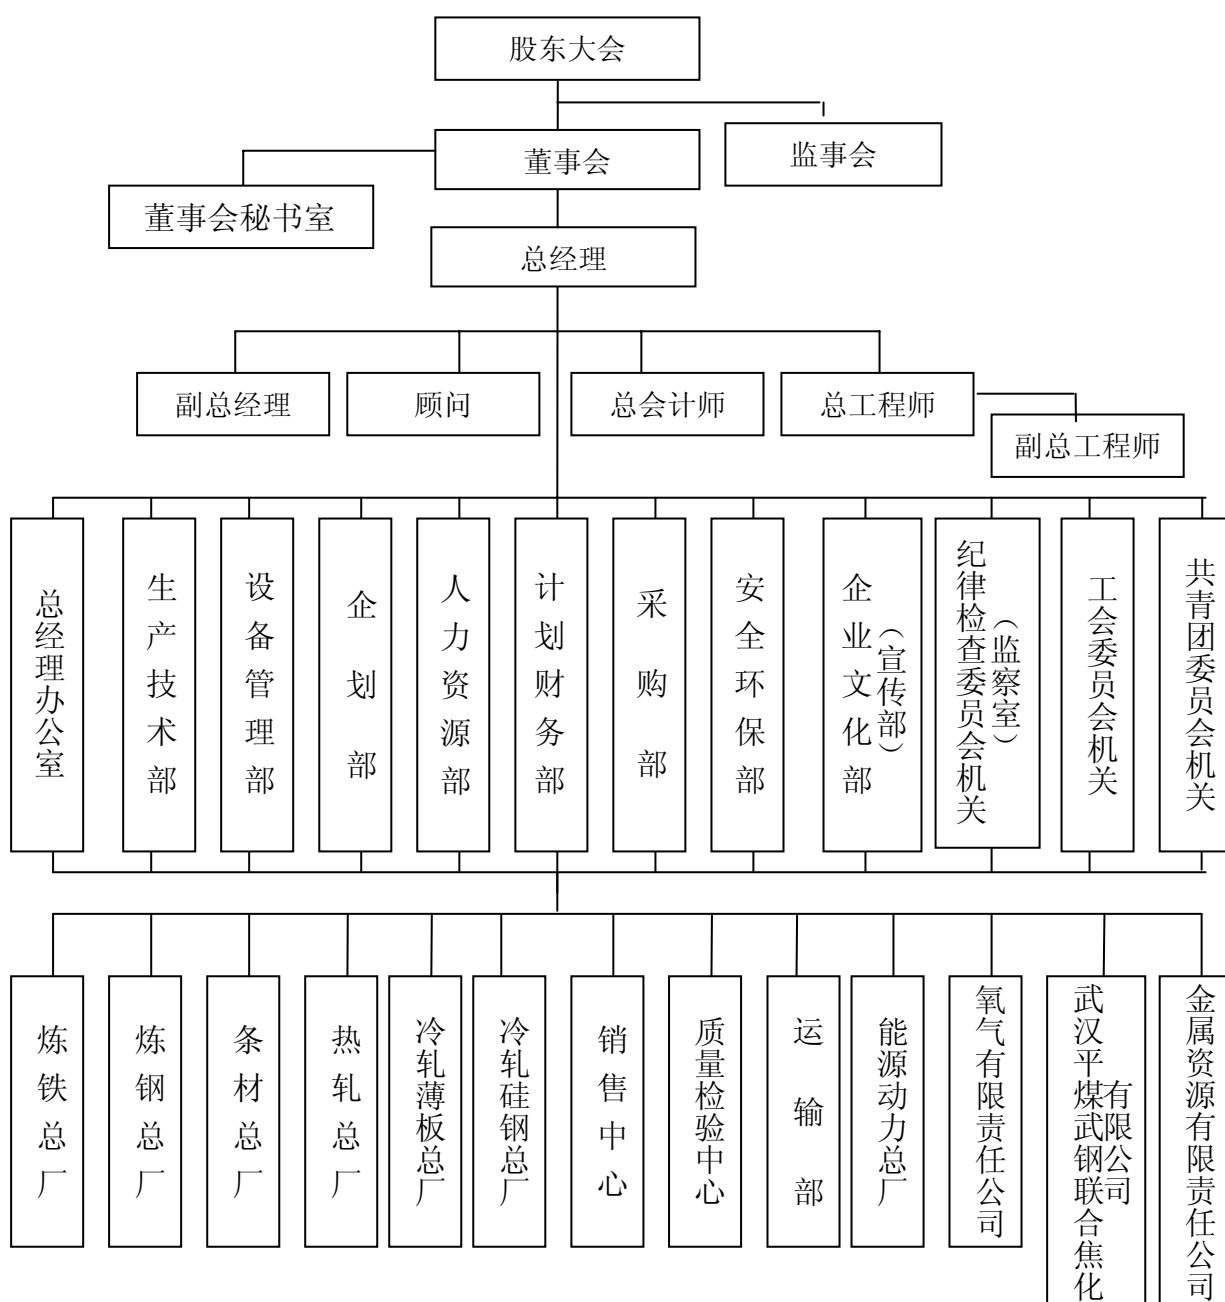 股东大会
监事会
董事会
董事会秘书室
总经理
副总经理
顾问
总会计师
总工程师
副总工程师
总经理办公室
生产技术部
设备管理部
企划部
人力资源部
计划财务部
采购部
安全环保部
企业文化部
（宣传部）
纪律检查委员会机关
（监察室）
工会委员会机关
共青团委员会机关
炼铁总厂
炼钢总厂
条材总厂
热轧总厂
冷轧薄板总厂
冷轧硅钢总厂
销售中心
质量检验中心
运输部
能源动力总厂
氧气有限责任公司
武汉平煤武钢联合焦化
有限公司
金属资源有限责任公司